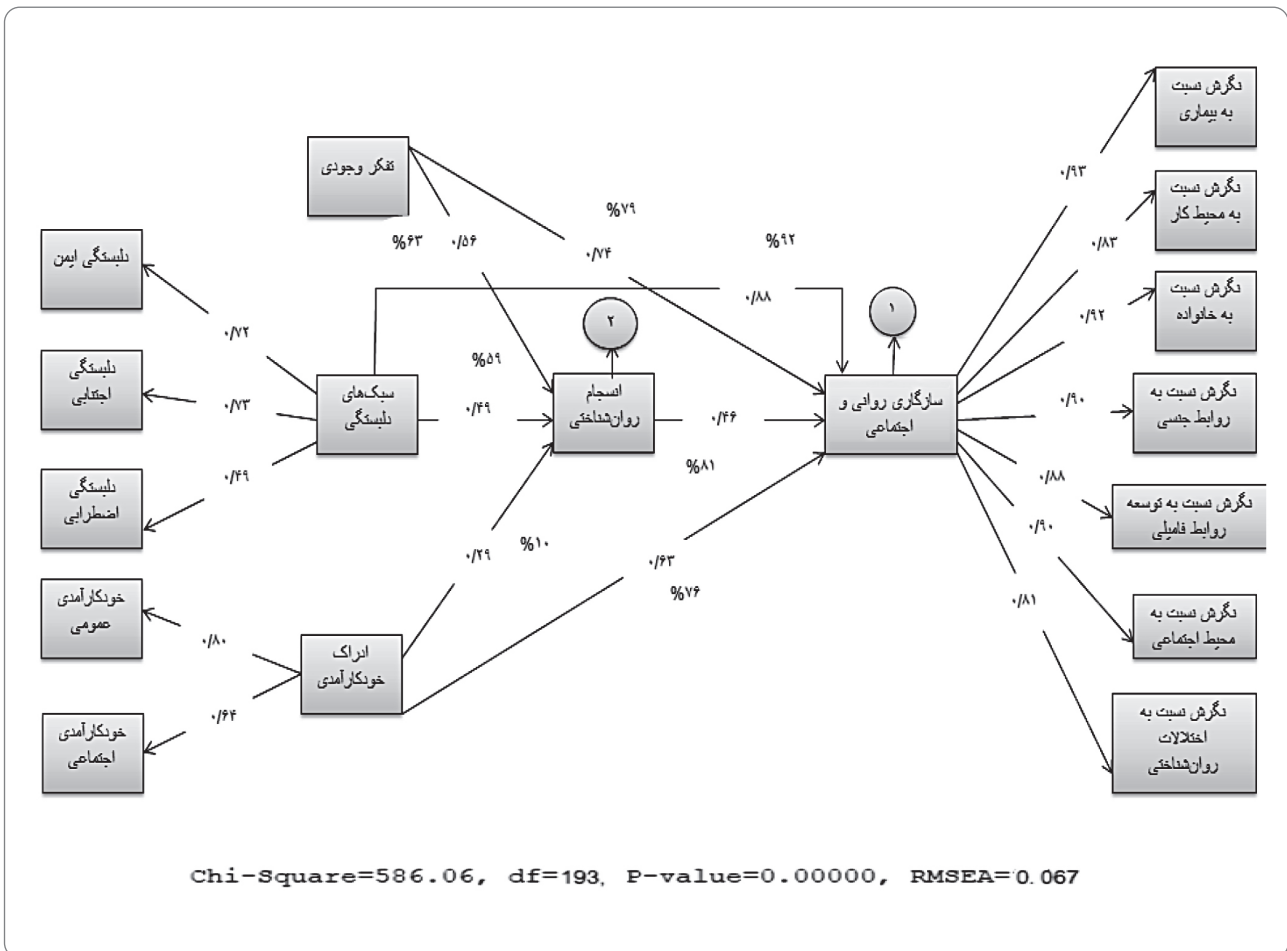 نگرش نسبت
به بیماری
۰/۹۳
تفکر وجودی
نگرش نسبت
به محیط کار
۰/۸۳
%۷۹
%۶۳
۰/۵۶
۰/۷۴
%۹۲
دلبستگی ایمن
نگرش نسبت
به خانواده
۰/۹۲
۰/۸۸
۱
۲
۰/۷۲
%۵۹
دلبستگی
اجتنابی
۰/۷۳
سبک‌های
دلبستگی
۰/۴۹
انسجام
روان‌شناختی
۰/۴۶
%۸۱
سازگاری روانی و
اجتماعی
۰/۹۰
نگرش نسبت به
روابط جنسی
دلبستگی
اضطرابی
۰/۴۹
۰/۸۸
نگرش نسبت به توسعه
روابط فامیلی
۰/۲۹
%۱۰
۰/۶۳
%۷۶
۰/۹۰
خودکارآمدی
عمومی
۰/۸۰
۰/۸۱
نگرش نسبت به
محیط اجتماعی
ادراک
خودکارآمدی
۰/۶۴
خودکارآمدی
اجتماعی
نگرش نسبت به
اختلالات
روان‌شناختی
Chi-Square=586.06, df=193, P-value=0.00000, RMSEA=0.067